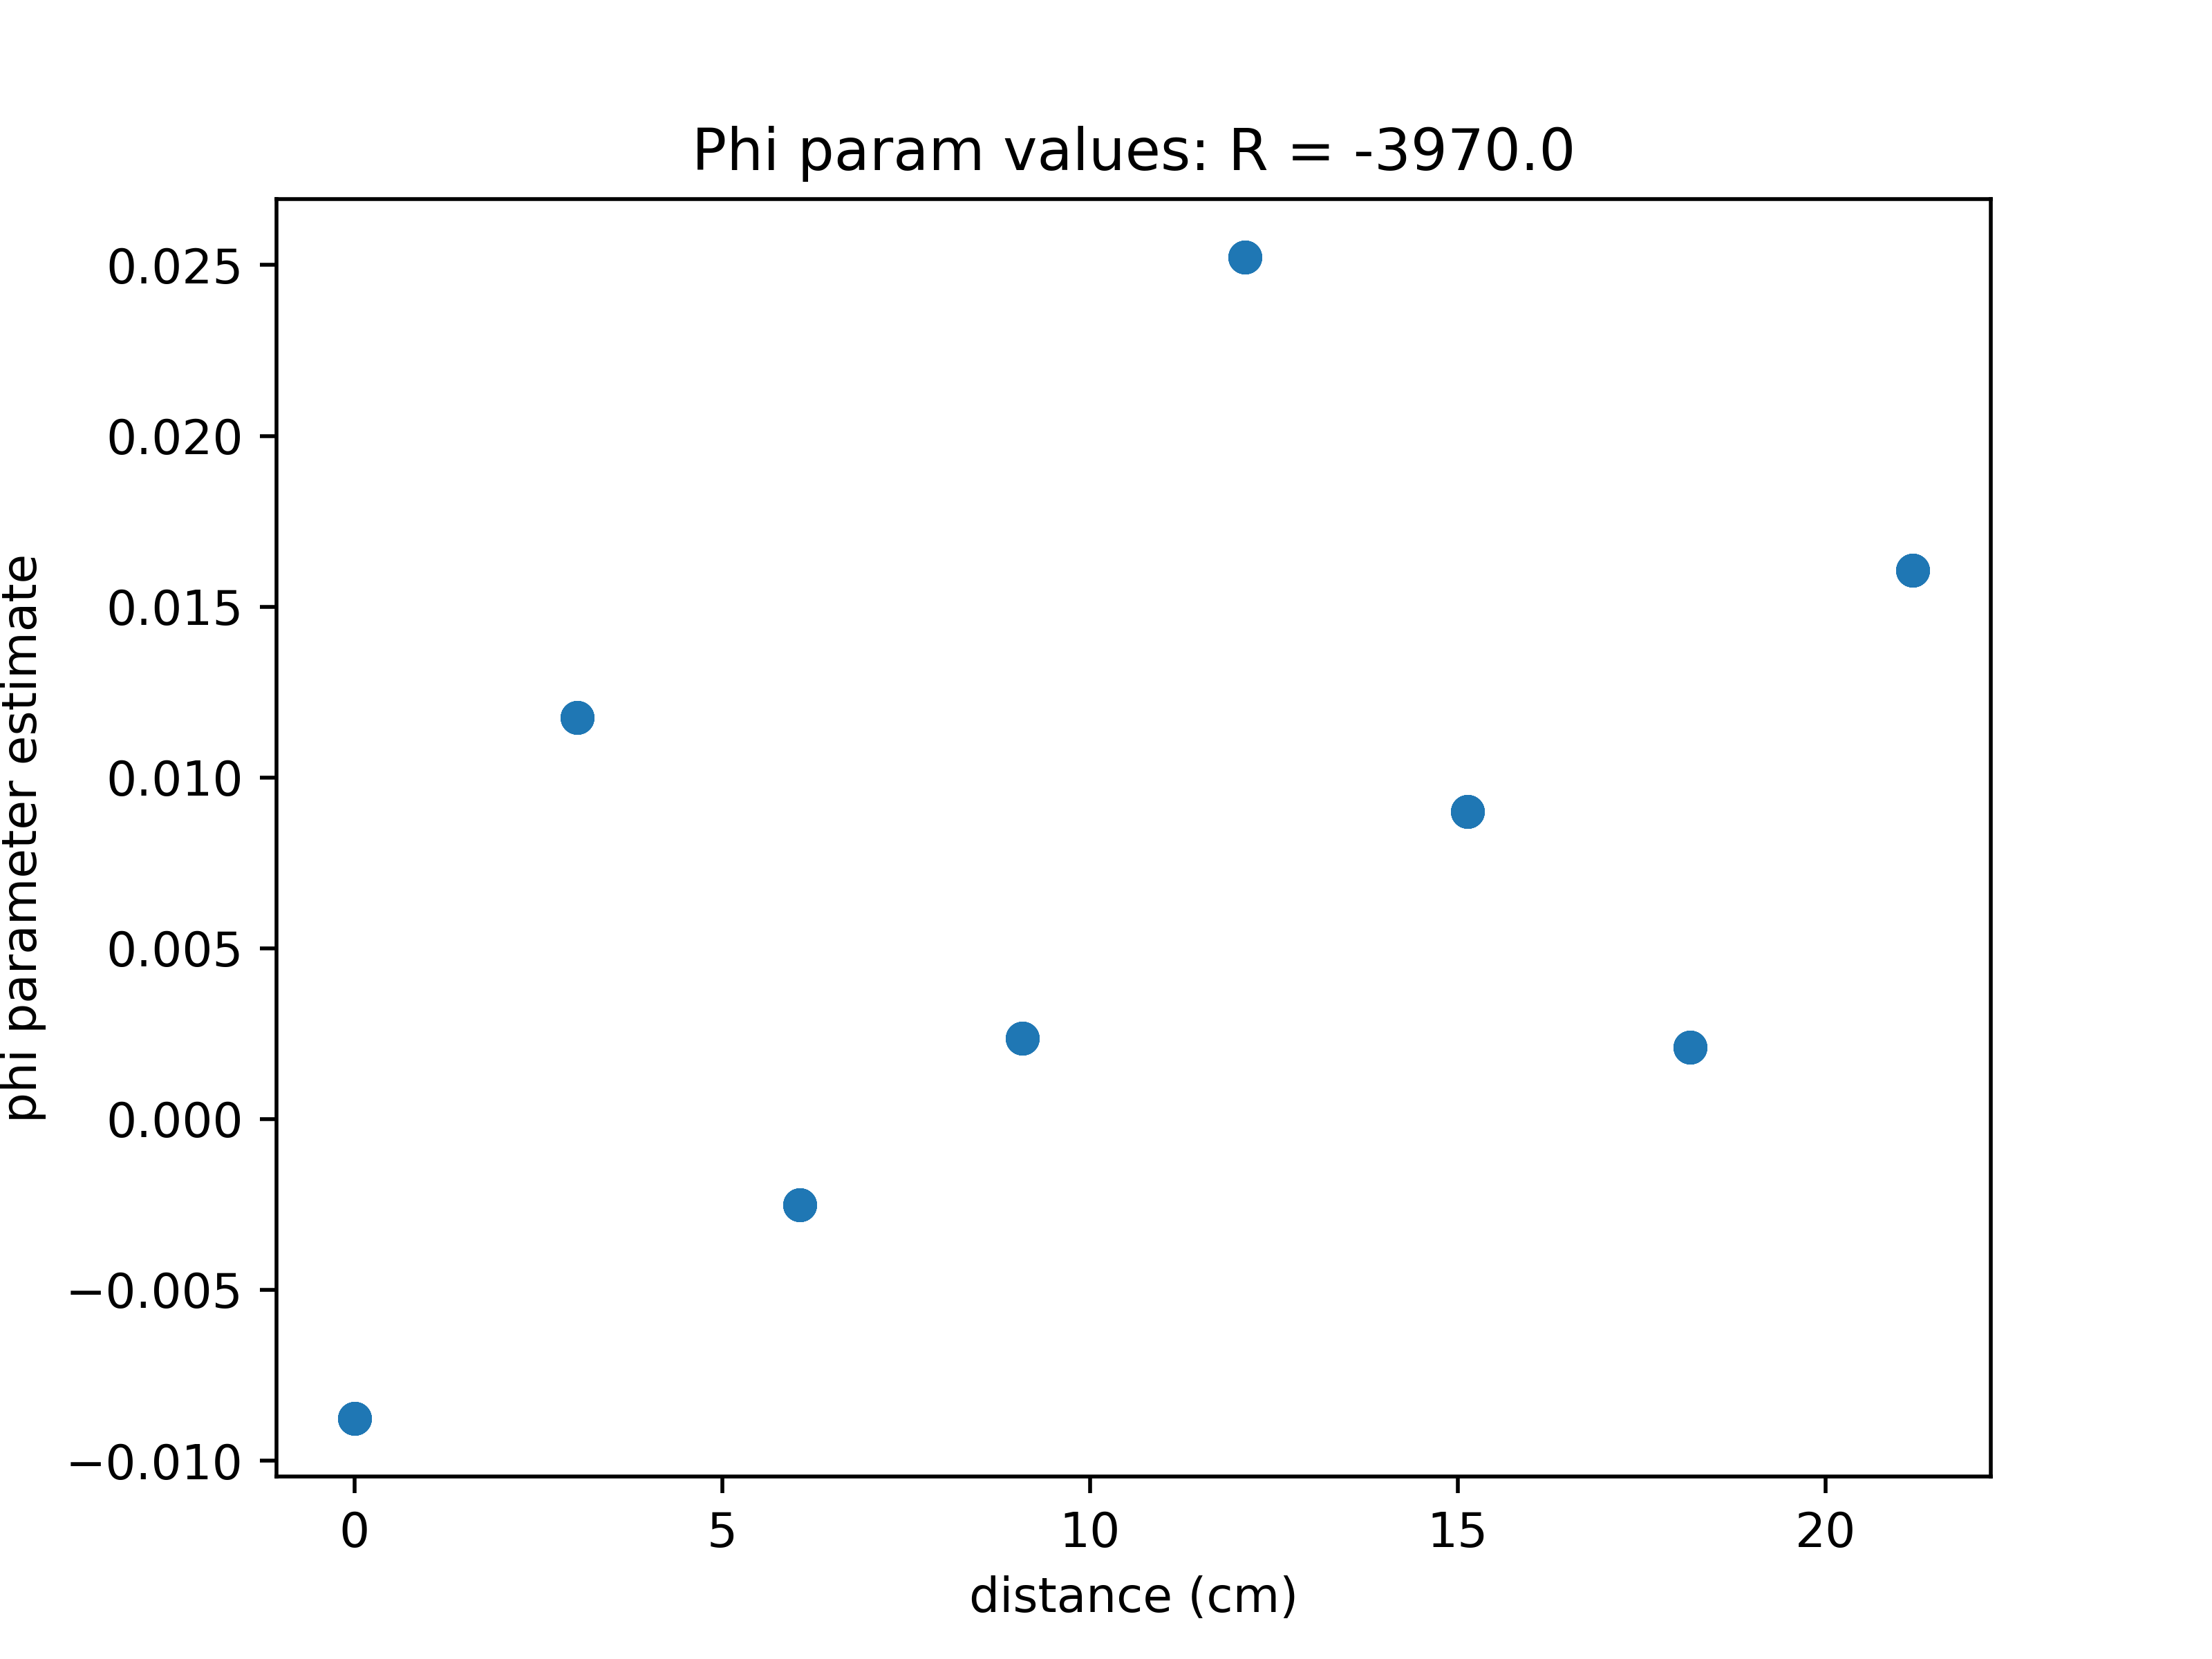 Phi param values: R = -3970.0
0.025
0.020
0.015
0.010
0.005
0.000
−0.005
−0.010
phi parameter estimate
0 5 10 15 20
distance (cm)